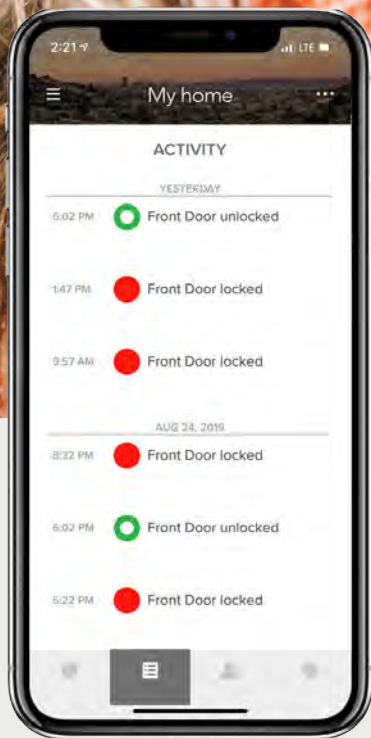 2:21 LTE
My home
ACTIVITY
YESTERDAY
6:02 PM Front Door unlocked
1:47 PM Front Door locked
9:57 AM Front Door locked
AUG 24, 2019
8:32 PM Front Door locked
6:02 PM Front Door unlocked
5:22 PM Front Door locked